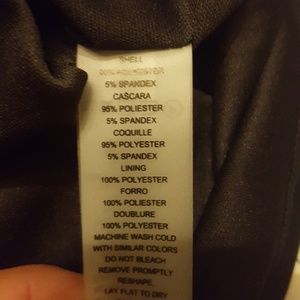 SHELL
95% POLYESTER
5% SPANDEX
CASCARA
95% POLIESTER
5% SPANDEX
COQUILLE
95% POLYESTER
5% SPANDEX
LINING
100% POLYESTER
FORRO
100% POLIESTER
DOUBLURE
100% POLYESTER
MACHINE WASH COLD
WITH SIMILAR COLORS
DO NOT BLEACH
REMOVE PROMPTLY
RESHAPE
LAY FLAT TO DRY